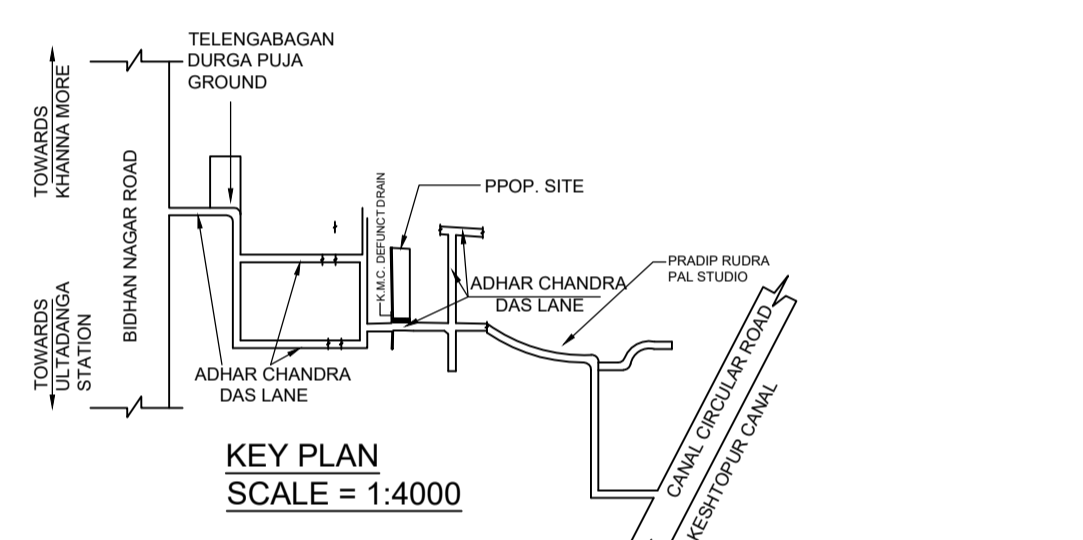 TELENGABAGAN
DURGA PUJA
GROUND
TOWARDS
KHANNA MORE
BIDHAN NAGAR ROAD
TOWARDS
ULTADANGA
STATION
K.M.C. DEFUNCT DRAIN
PPOP. SITE
ADHAR CHANDRA
DAS LANE
PRADIP RUDRA
PAL STUDIO
ADHAR CHANDRA
DAS LANE
CANAL CIRCULAR ROAD
KESHTOPUR CANAL
KEY PLAN
SCALE = 1:4000